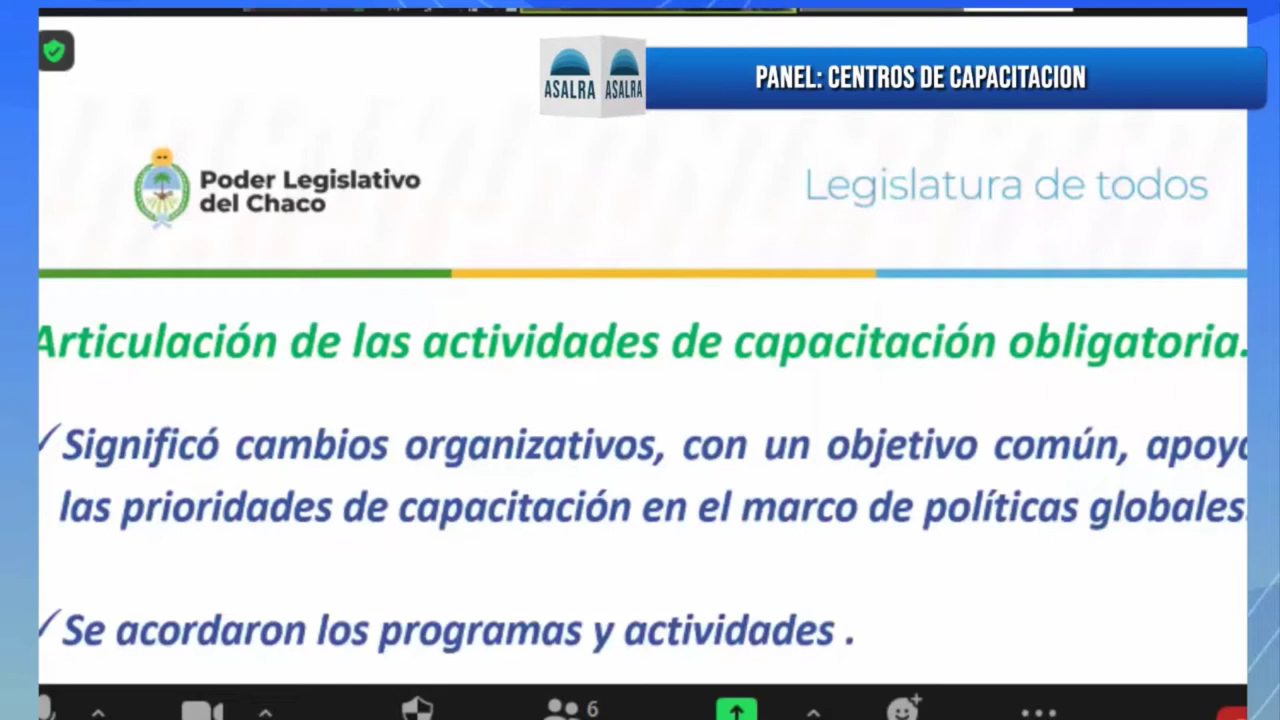 PANEL: CENTROS DE CAPACITACION
ASALRA ASALRA
Poder Legislativo
del Chaco
Legislatura de todos
Articulación de las actividades de capacitación obligatoria.
✓Significó cambios organizativos, con un objetivo común,
las prioridades de capacitación en el marco de políticas globales.
✓Se acordaron los programas y actividades .
6